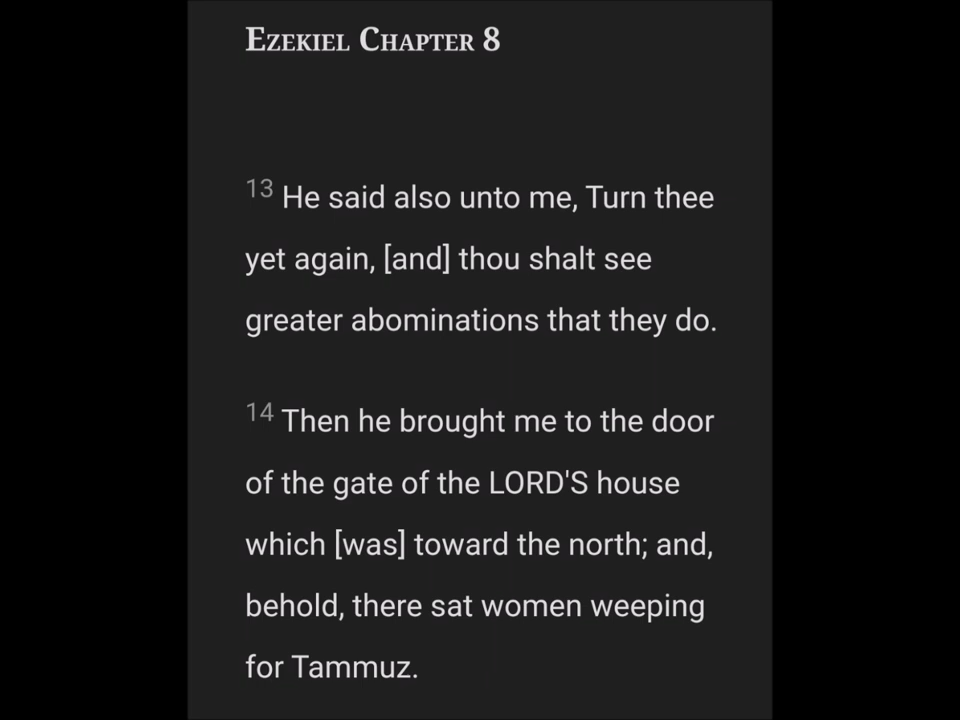 EZEKIEL CHAPTER 8
13 He said also unto me, Turn thee
yet again, [and] thou shalt see
greater abominations that they do.
14 Then he brought me to the door
of the gate of the LORD'S house
which [was] toward the north; and,
behold, there sat women weeping
for Tammuz.